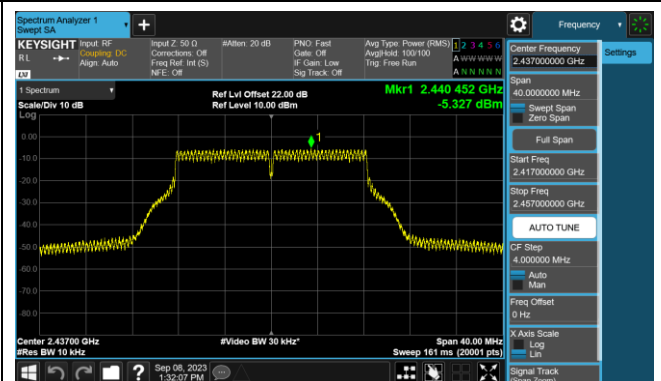 Spectrum Analyzer 1
Swept SA
+
Frequency
KEYSIGHT
RL
Input: RF
Coupling: DC
Align: Auto
Input Z: 50 Ω
Corrections: Off
Freq Ref: Int (S)
NFE: Off
#Atten: 20 dB
PNO: Fast
Gate: Off
IF Gain: Low
Sig Track: Off
Avg Type: Power (RMS)
Avg|Hold: 100/100
Trig: Free Run
1 2 3 4 5 6
A W W W W W
A N N N N N
LXI
1 Spectrum
Scale/Div 10 dB
Log
Ref Lvl Offset 22.00 dB
Ref Level 10.00 dBm
Mkr1 2.440 452 GHz
-5.327 dBm
1
0.00
-10.0
-20.0
-30.0
-40.0
-50.0
-60.0
-70.0
-80.0
Center 2.43700 GHz
#Res BW 10 kHz
#Video BW 30 kHz*
Span 40.00 MHz
Sweep 161 ms (20001 pts)
Sep 08, 2023
1:32:07 PM
?
Center Frequency
2.437000000 GHz
Settings
Span
40.0000000 MHz
Swept Span
Zero Span
Full Span
Start Freq
2.417000000 GHz
Stop Freq
2.457000000 GHz
AUTO TUNE
CF Step
4.000000 MHz
Auto
Man
Freq Offset
0 Hz
X Axis Scale
Log
Lin
Signal Track
(Span Zoom)